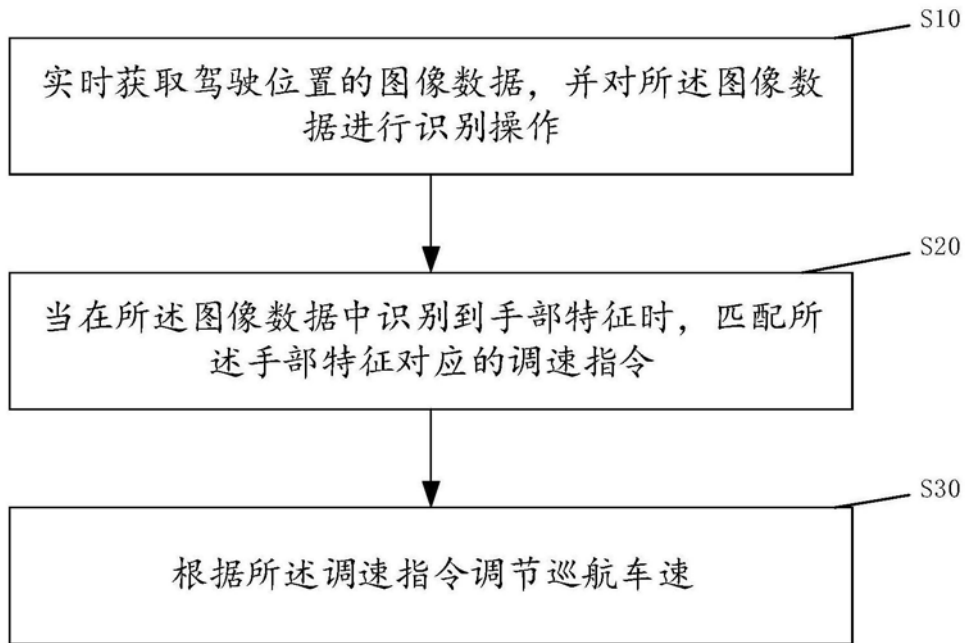 S10
实时获取驾驶位置的图像数据，并对所述图像数
据进行识别操作
S20
当在所述图像数据中识别到手部特征时，匹配所
述手部特征对应的调速指令
S30
根据所述调速指令调节巡航车速